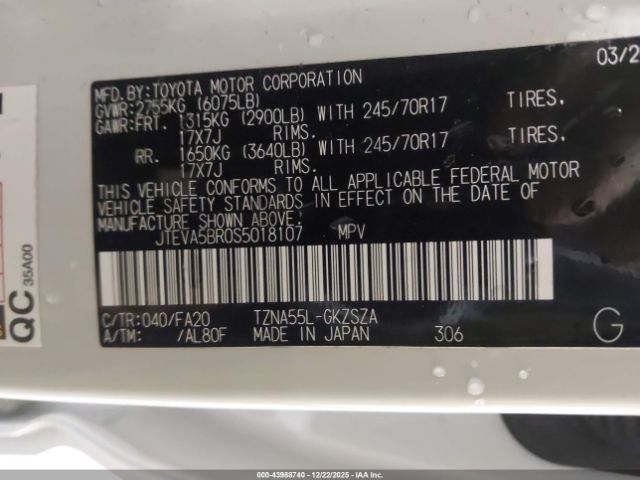 MFD.BY:TOYOTA MOTOR CORPORATION 03/2
GVWR:2755KG (6075LB)
GAWR:FRT. 1315KG (2900LB) WITH 245/70R17 TIRES.
17X7J RIMS.
RR. 1650KG (3640LB) WITH 245/70R17 TIRES.
17X7J RIMS.
THIS VEHICLE CONFORMS TO ALL APPLICABLE FEDERAL MOTOR
VEHICLE SAFETY STANDARDS IN EFFECT ON THE DATE OF
MANUFACTURE SHOWN ABOVE.
JTEVA5BR0S5018107 MPV
C/TR:040/FA20 TZNA55L-GKZSZA
A/TM: /AL80F MADE IN JAPAN 306 G
QC 35A00
000-43988740 - 12/22/2025 - COPYRIGHT IAA, LLC.